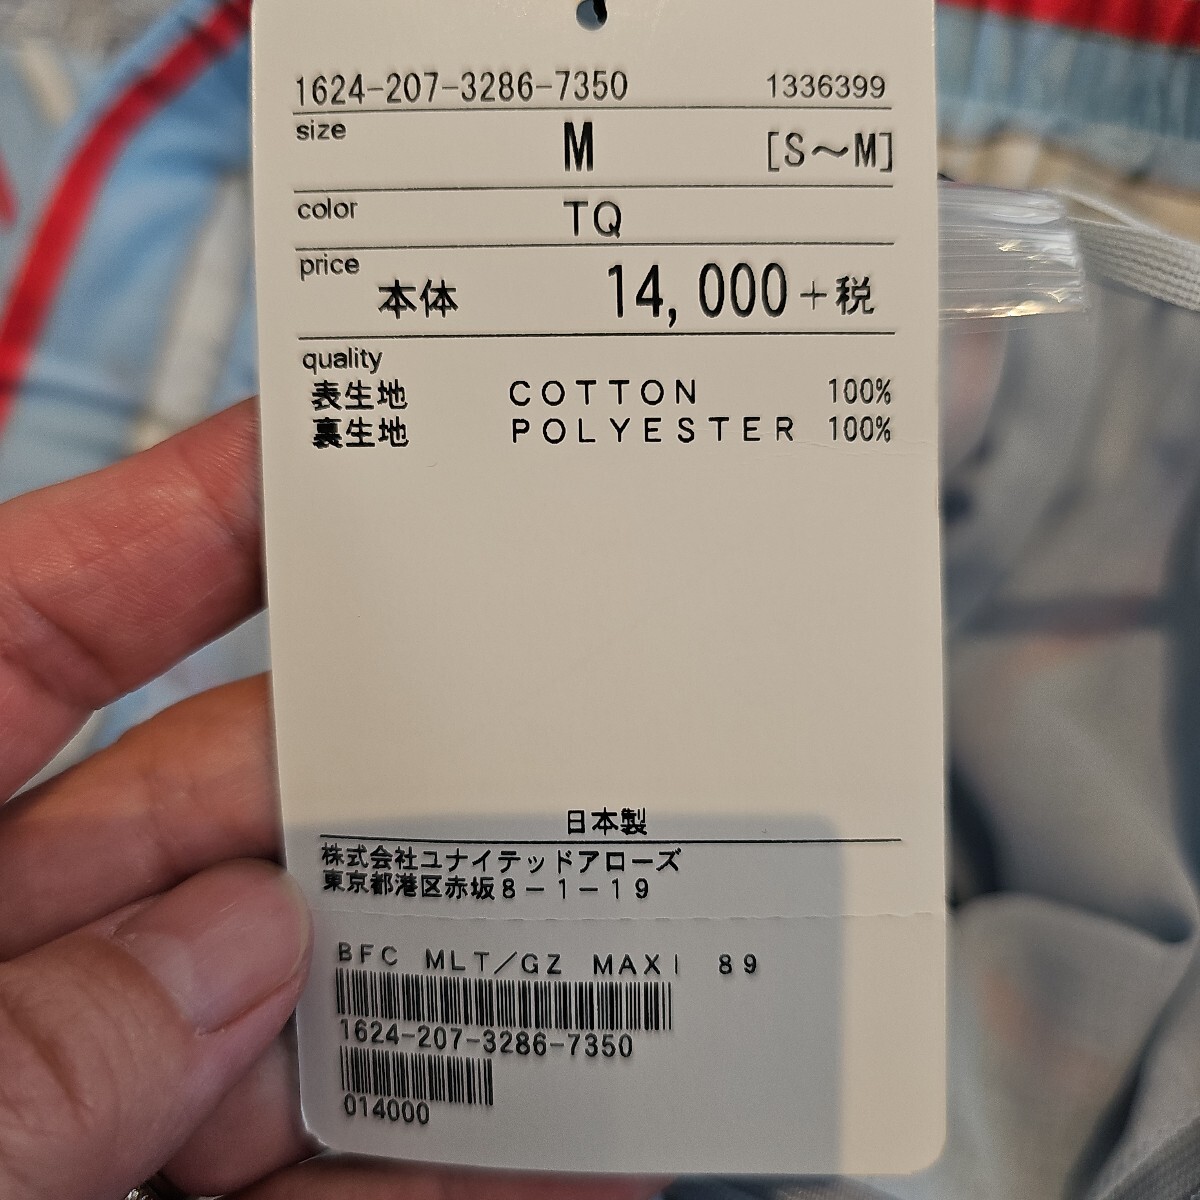 1624-207-3286-7350 1336399
size M [S～M]
color TQ
price 本体 14,000+税
quality
表生地 COTTON 100%
裏生地 POLYESTER 100%
日本製
株式会社ユナイテッドアローズ
東京都港区赤坂8－1－19
BFC MLT/GZ MAXI 89
1624-207-3286-7350
014000